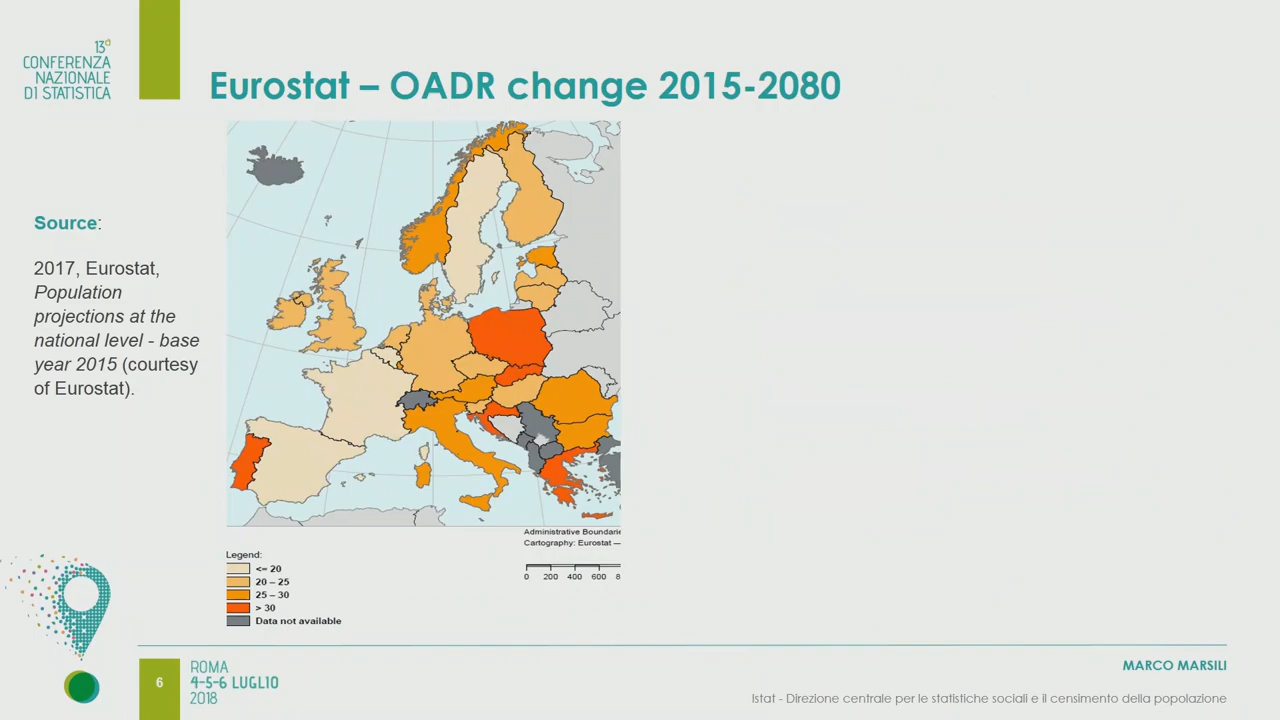 13ª
CONFERENZA
NAZIONALE
DI STATISTICA
Eurostat – OADR change 2015-2080
Source:
2017, Eurostat,
Population
projections at the
national level - base
year 2015 (courtesy
of Eurostat).
Administrative Boundarie
Cartography: Eurostat —
Legend:
<= 20
20 – 25
25 – 30
> 30
Data not available
0 200 400 600 8
6
ROMA
4-5-6 LUGLIO
2018
MARCO MARSILI
Istat - Direzione centrale per le statistiche sociali e il censimento della popolazione